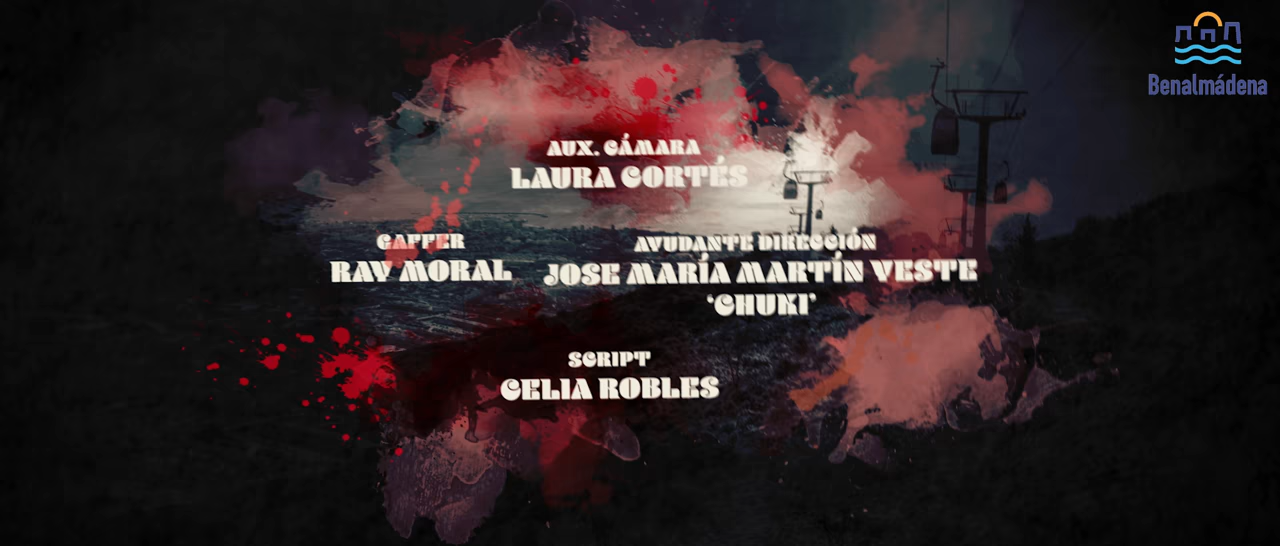 Benalmádena
AUX. CÁMARA
LAURA CORTÉS
GAFFER
RAY MORAL
AYUDANTE DIRECCIÓN
JOSE MARÍA MARTÍN VESTE
‘CHUKI’
SCRIPT
CELIA ROBLES